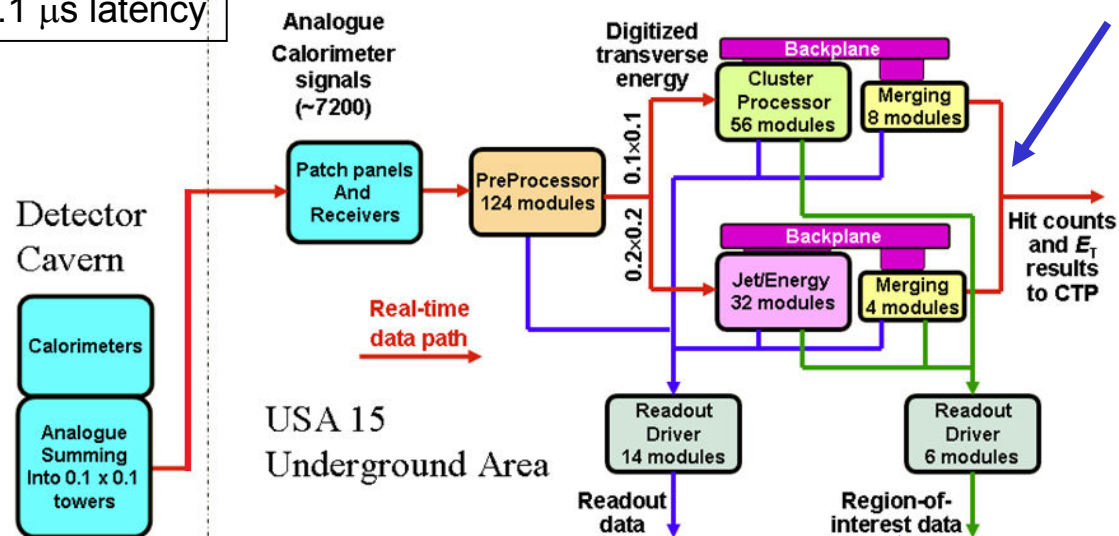 .1 μs latency
Analogue
Calorimeter
signals
(~7200)
Digitized
transverse
energy
Backplane
Cluster
Processor
56 modules
Merging
8 modules
0.1×0.1
Patch panels
And
Receivers
PreProcessor
124 modules
0.2×0.2
Detector
Cavern
Backplane
Jet/Energy
32 modules
Merging
4 modules
Hit counts
and ET
results
to CTP
Real-time
data path
Calorimeters
Analogue
Summing
Into 0.1 x 0.1
towers
USA 15
Underground Area
Readout
Driver
14 modules
Readout
Driver
6 modules
Readout
data
Region-of-
interest data